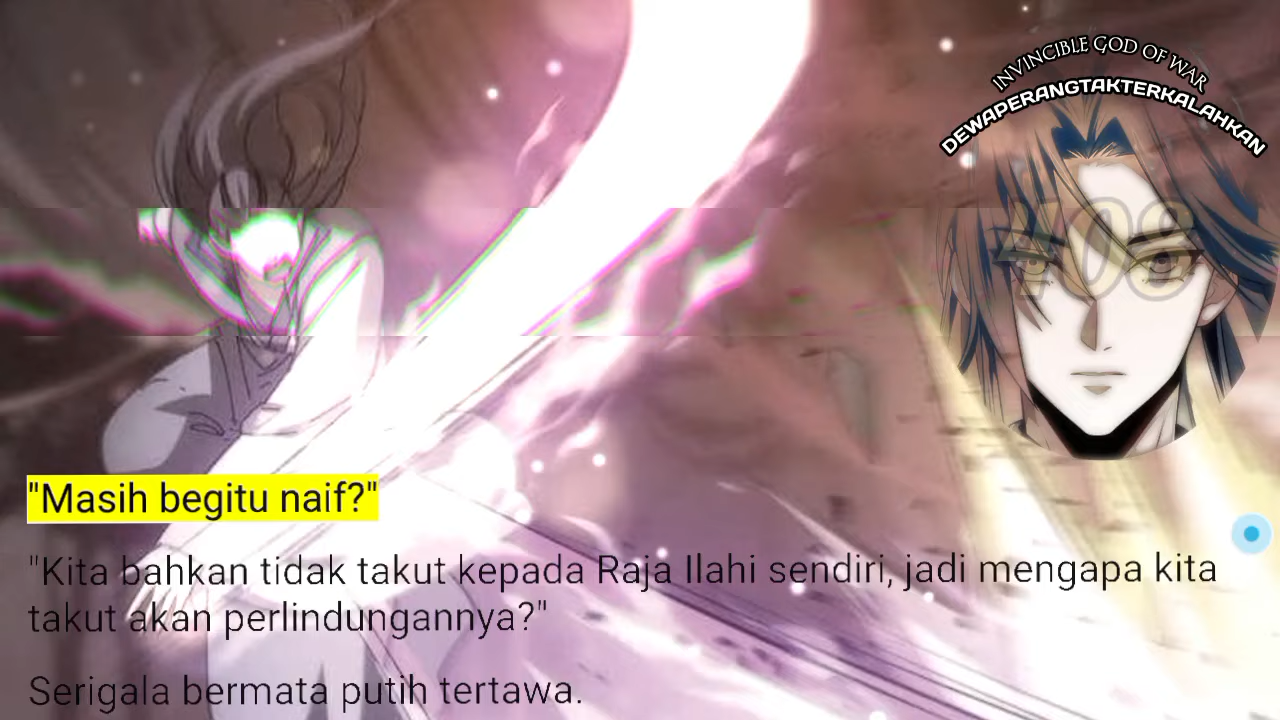 INVINCIBLE GOD OF WAR
DEWAPERANGTAKTERKALAHKAN
"Masih begitu naif?"
"Kita bahkan tidak takut kepada Raja Ilahi sendiri, jadi mengapa kita
takut akan perlindungannya?"
Serigala bermata putih tertawa.